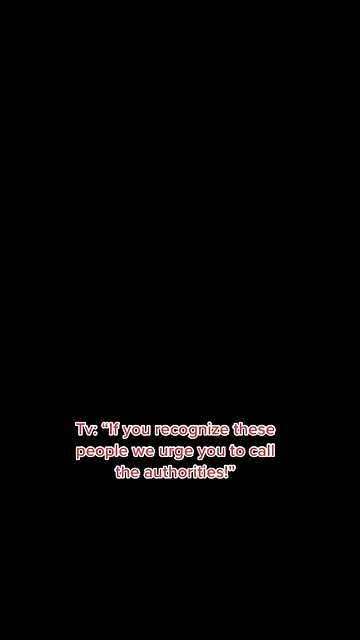 Tv: “If you recognize these
people we urge you to call
the authorities!”